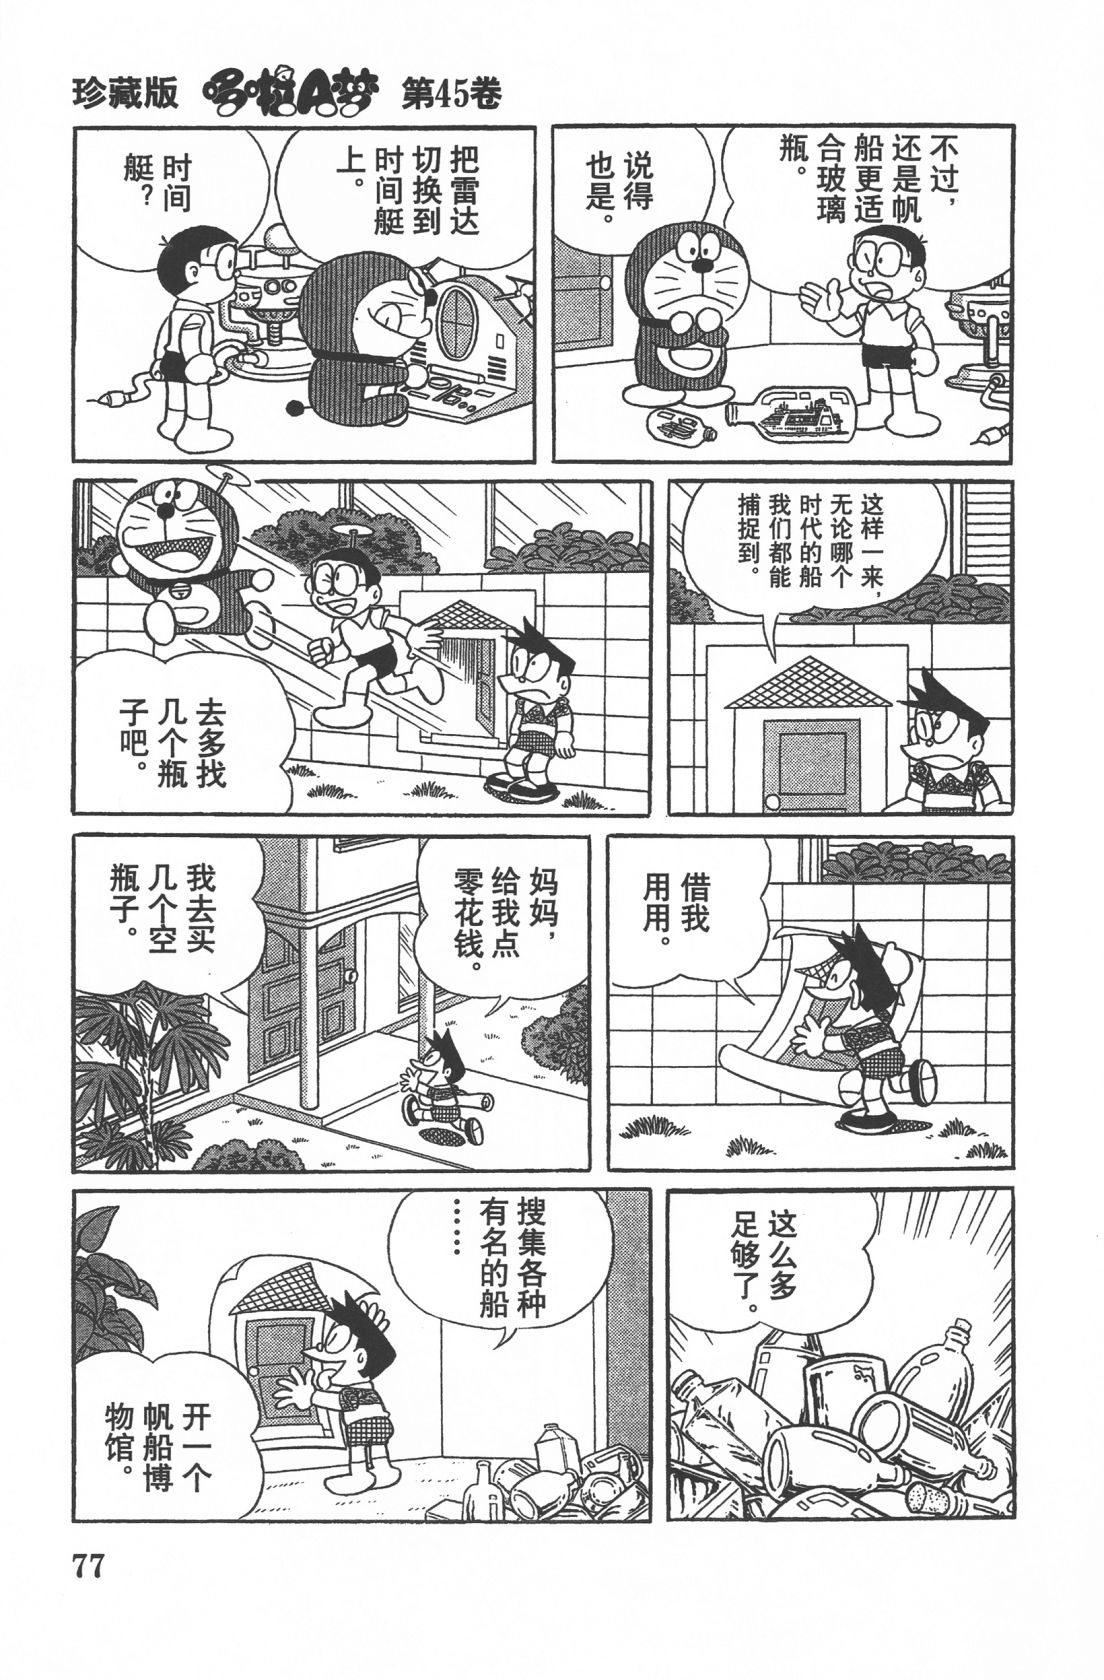 珍藏版 哆啦A梦 第45卷
不过，
还是帆
船更适
合玻璃
瓶。
说得
也是。
把雷达
切换到
时间艇
上。
时间
艇？
这样一来，
无论哪个
时代的船
我们都能
捕捉到。
去多找
几个瓶
子吧。
借我
用用。
妈妈，
给我点
零花钱。
我去买
几个空
瓶子。
这么多
足够了。
搜集各种
有名的船
……
开一个
帆船博
物馆。
77